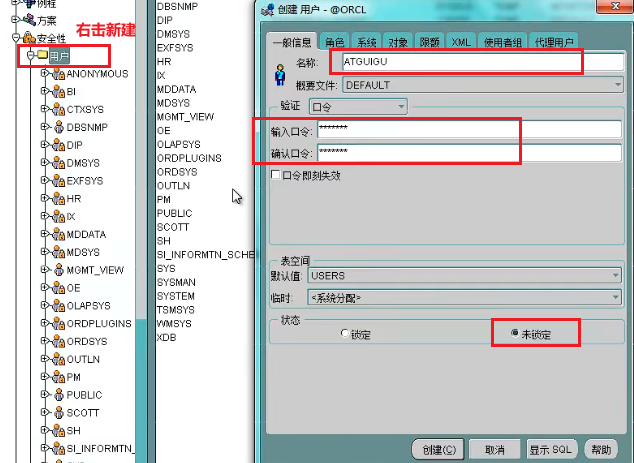 例程
方案
右击新建
安全性
用户
ANONYMOUS
BI
CTXSYS
DBSNMP
DIP
DMSYS
EXFSYS
HR
IX
MDDATA
MDSYS
MGMT_VIEW
OE
OLAPSYS
ORDPLUGINS
ORDSYS
OUTLN
PM
PUBLIC
SCOTT
SH
SI_INFORMTN_
DBSNMP
DIP
DMSYS
EXFSYS
HR
IX
MDDATA
MDSYS
MGMT_VIEW
OE
OLAPSYS
ORDPLUGINS
ORDSYS
OUTLN
PM
PUBLIC
SCOTT
SH
SI_INFORMTN_SCHE
SYS
SYSMAN
SYSTEM
TSMSYS
WMSYS
XDB
创建 用户 - @ORCL
一般信息 角色 系统 对象 限额 XML 使用者组 代理用户
名称: ATGUIGU
概要文件: DEFAULT
验证 口令
输入口令: *******
确认口令: *******
口令即刻失效
表空间
默认值: USERS
临时: <系统分配>
状态
锁定 未锁定
创建(C) 取消 显示 SQL 帮助